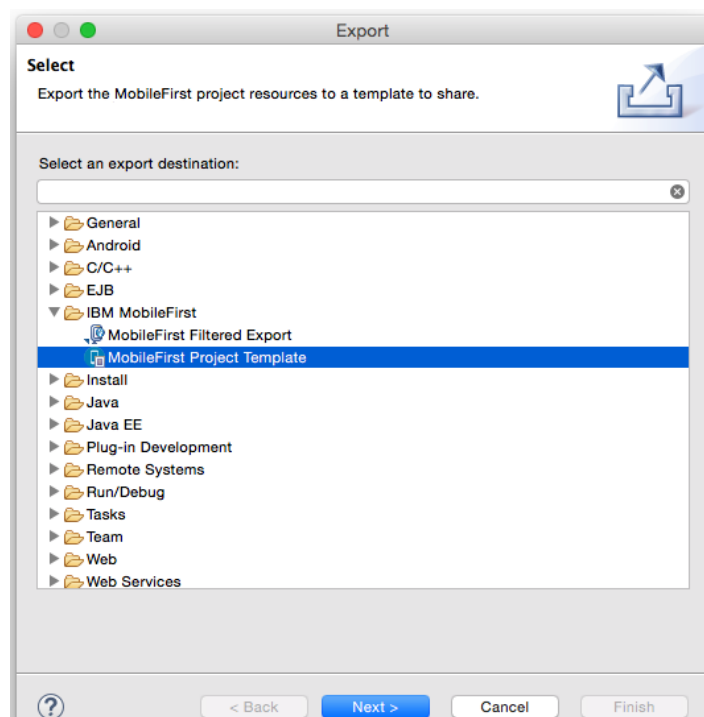 Export
Select
Export the MobileFirst project resources to a template to share.
Select an export destination:
General
Android
C/C++
EJB
IBM MobileFirst
MobileFirst Filtered Export
MobileFirst Project Template
Install
Java
Java EE
Plug-in Development
Remote Systems
Run/Debug
Tasks
Team
Web
Web Services
? < Back Next > Cancel Finish